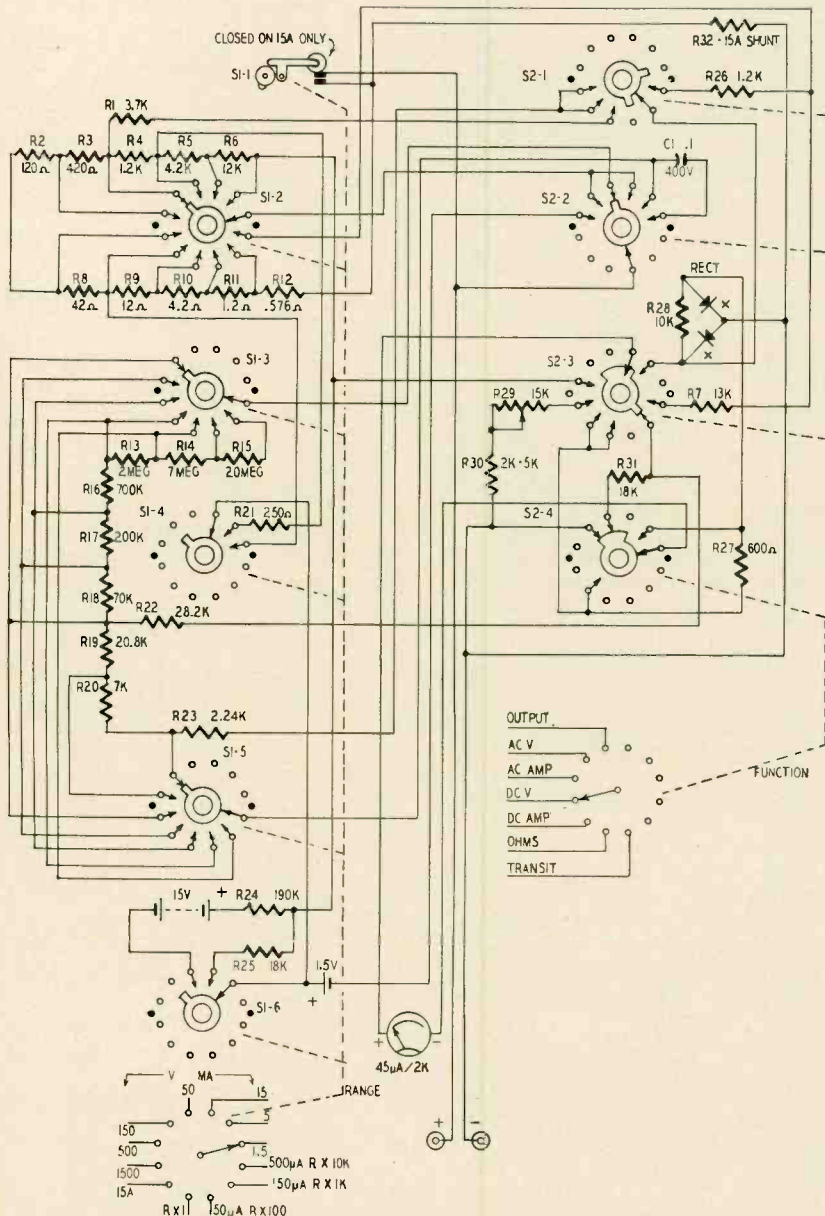 CLOSED ON 15A ONLY
S1-1
R32 - 15A SHUNT
S2-1
R26 1.2K
R1 3.7K
R2
120Ω
R3
420Ω
R4
1.2K
R5
4.2K
R6
12K
S1-2
C1 .1
400V
S2-2
R8
42Ω
R9
12Ω
R10
4.2Ω
R11
1.2Ω
R12
.576Ω
RECT
R28
10K
X
X
S1-3
S2-3
R29 15K
R7 13K
R13
2MEG
R14
7MEG
R15
20MEG
R16 700K
R30 2K-5K
R31
18K
S1-4
R21 250Ω
S2-4
R17 200K
R27 600Ω
R18 70K
R22 28.2K
R19 20.8K
R20 7K
R23 2.24K
S1-5
OUTPUT
AC V
AC AMP
DC V
DC AMP
OHMS
TRANSIT
FUNCTION
15V + R24 190K
R25 18K
1.5V
+
S1-6
+ -
45µA/2K
V MA
RANGE
50
15
150
5
500
1.5
1500
500µA R X 10K
15A
150µA R X 1K
R X 1
50µA R X 100
+ -